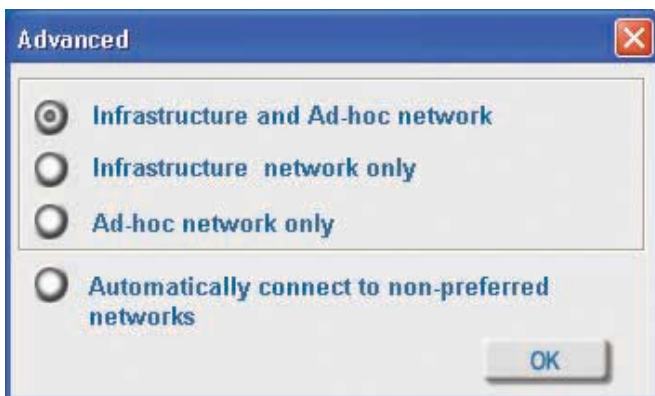 Advanced
Infrastructure and Ad-hoc network
Infrastructure network only
Ad-hoc network only
Automatically connect to non-preferred
networks
OK